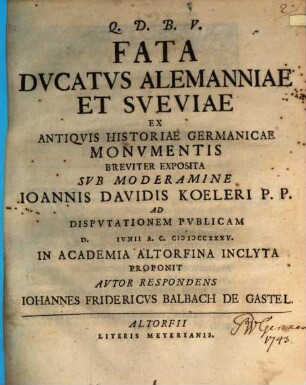 Q. D. B. V.
FATA
DVCATVS ALEMANNIAE
ET SVEVIAE
EX
ANTIQVIS HISTORIAE GERMANICAE
MONVMENTIS
BREVITER EXPOSITA
SVB MODERAMINE
IOANNIS DAVIDIS KOELERI P. P.
AD
DISPVTATIONEM PVBLICAM
D. IVNII A. C. CIƆIƆCCXXXV.
IN ACADEMIA ALTORFINA INCLYTA
PROPONIT
AVTOR RESPONDENS
IOHANNES FRIDERICVS BALBACH DE GASTEL.
ALTORFII
LITERIS MEYERIANIS.
1743.